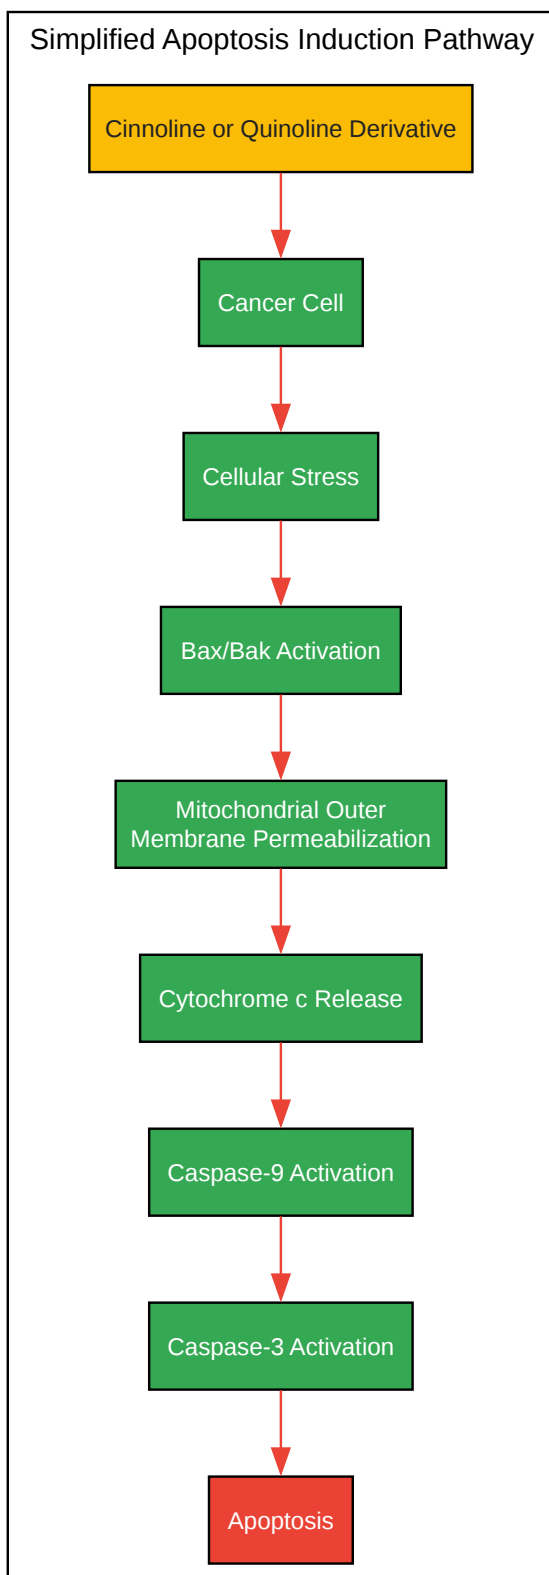 Simplified Apoptosis Induction Pathway
Cinnoline or Quinoline Derivative
Cancer Cell
Cellular Stress
Bax/Bak Activation
Mitochondrial Outer
Membrane Permeabilization
Cytochrome c Release
Caspase-9 Activation
Caspase-3 Activation
Apoptosis